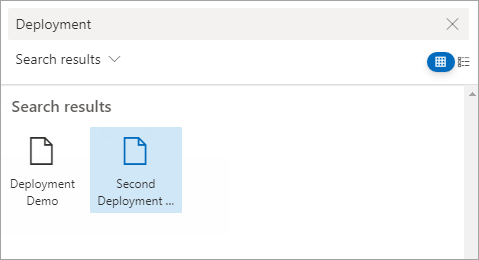 Deployment
Search results
Search results
Deployment
Demo
Second
Deployment ...